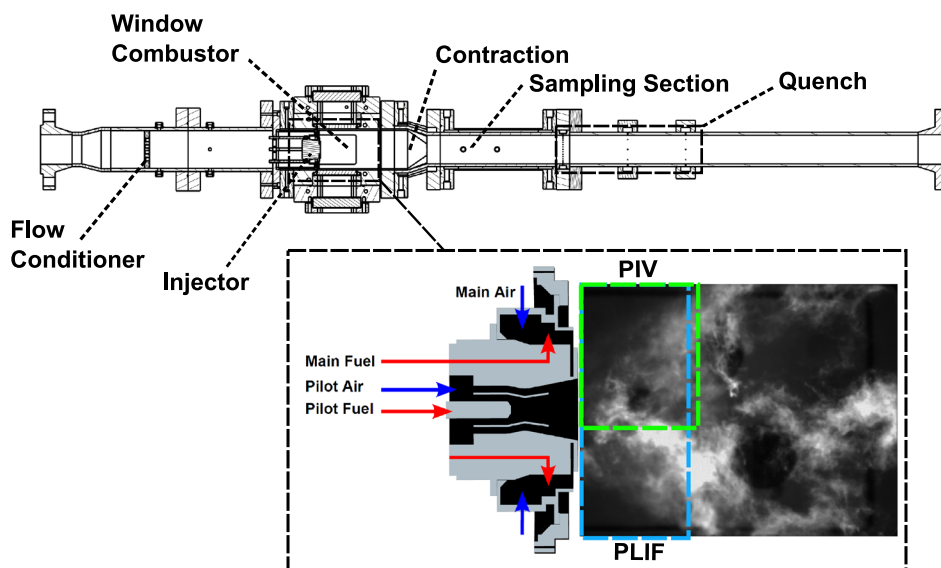 Window
Combustor
Contraction
Sampling Section
Quench
Flow
Conditioner
Injector
PIV
Main Air
Main Fuel
Pilot Air
Pilot Fuel
PLIF